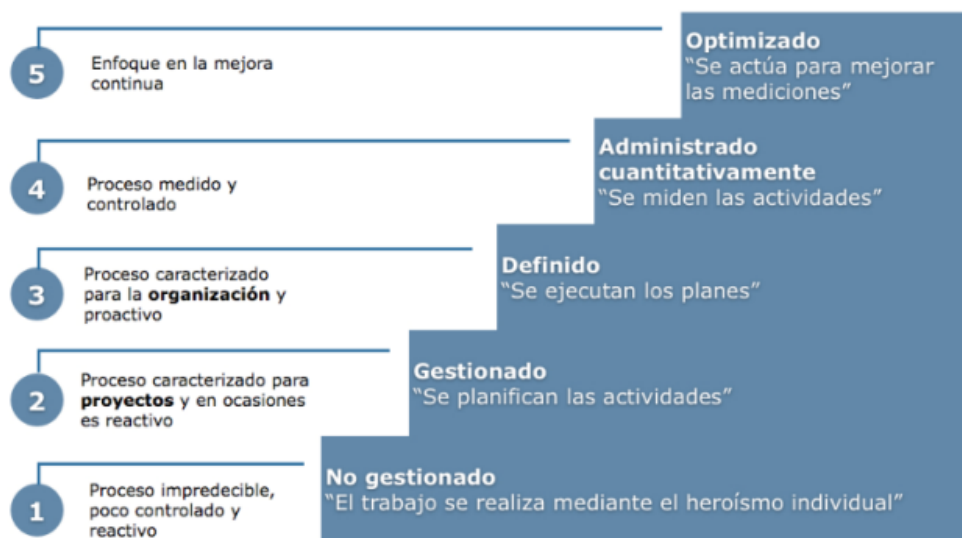 5
Enfoque en la mejora
continua
Optimizado
“Se actúa para mejorar
las mediciones”
4
Proceso medido y
controlado
Administrado
cuantitativamente
“Se miden las actividades”
3
Proceso caracterizado
para la organización y
proactivo
Definido
“Se ejecutan los planes”
2
Proceso caracterizado para
proyectos y en ocasiones
es reactivo
Gestionado
“Se planifican las actividades”
1
Proceso impredecible,
poco controlado y
reactivo
No gestionado
“El trabajo se realiza mediante el heroísmo individual”